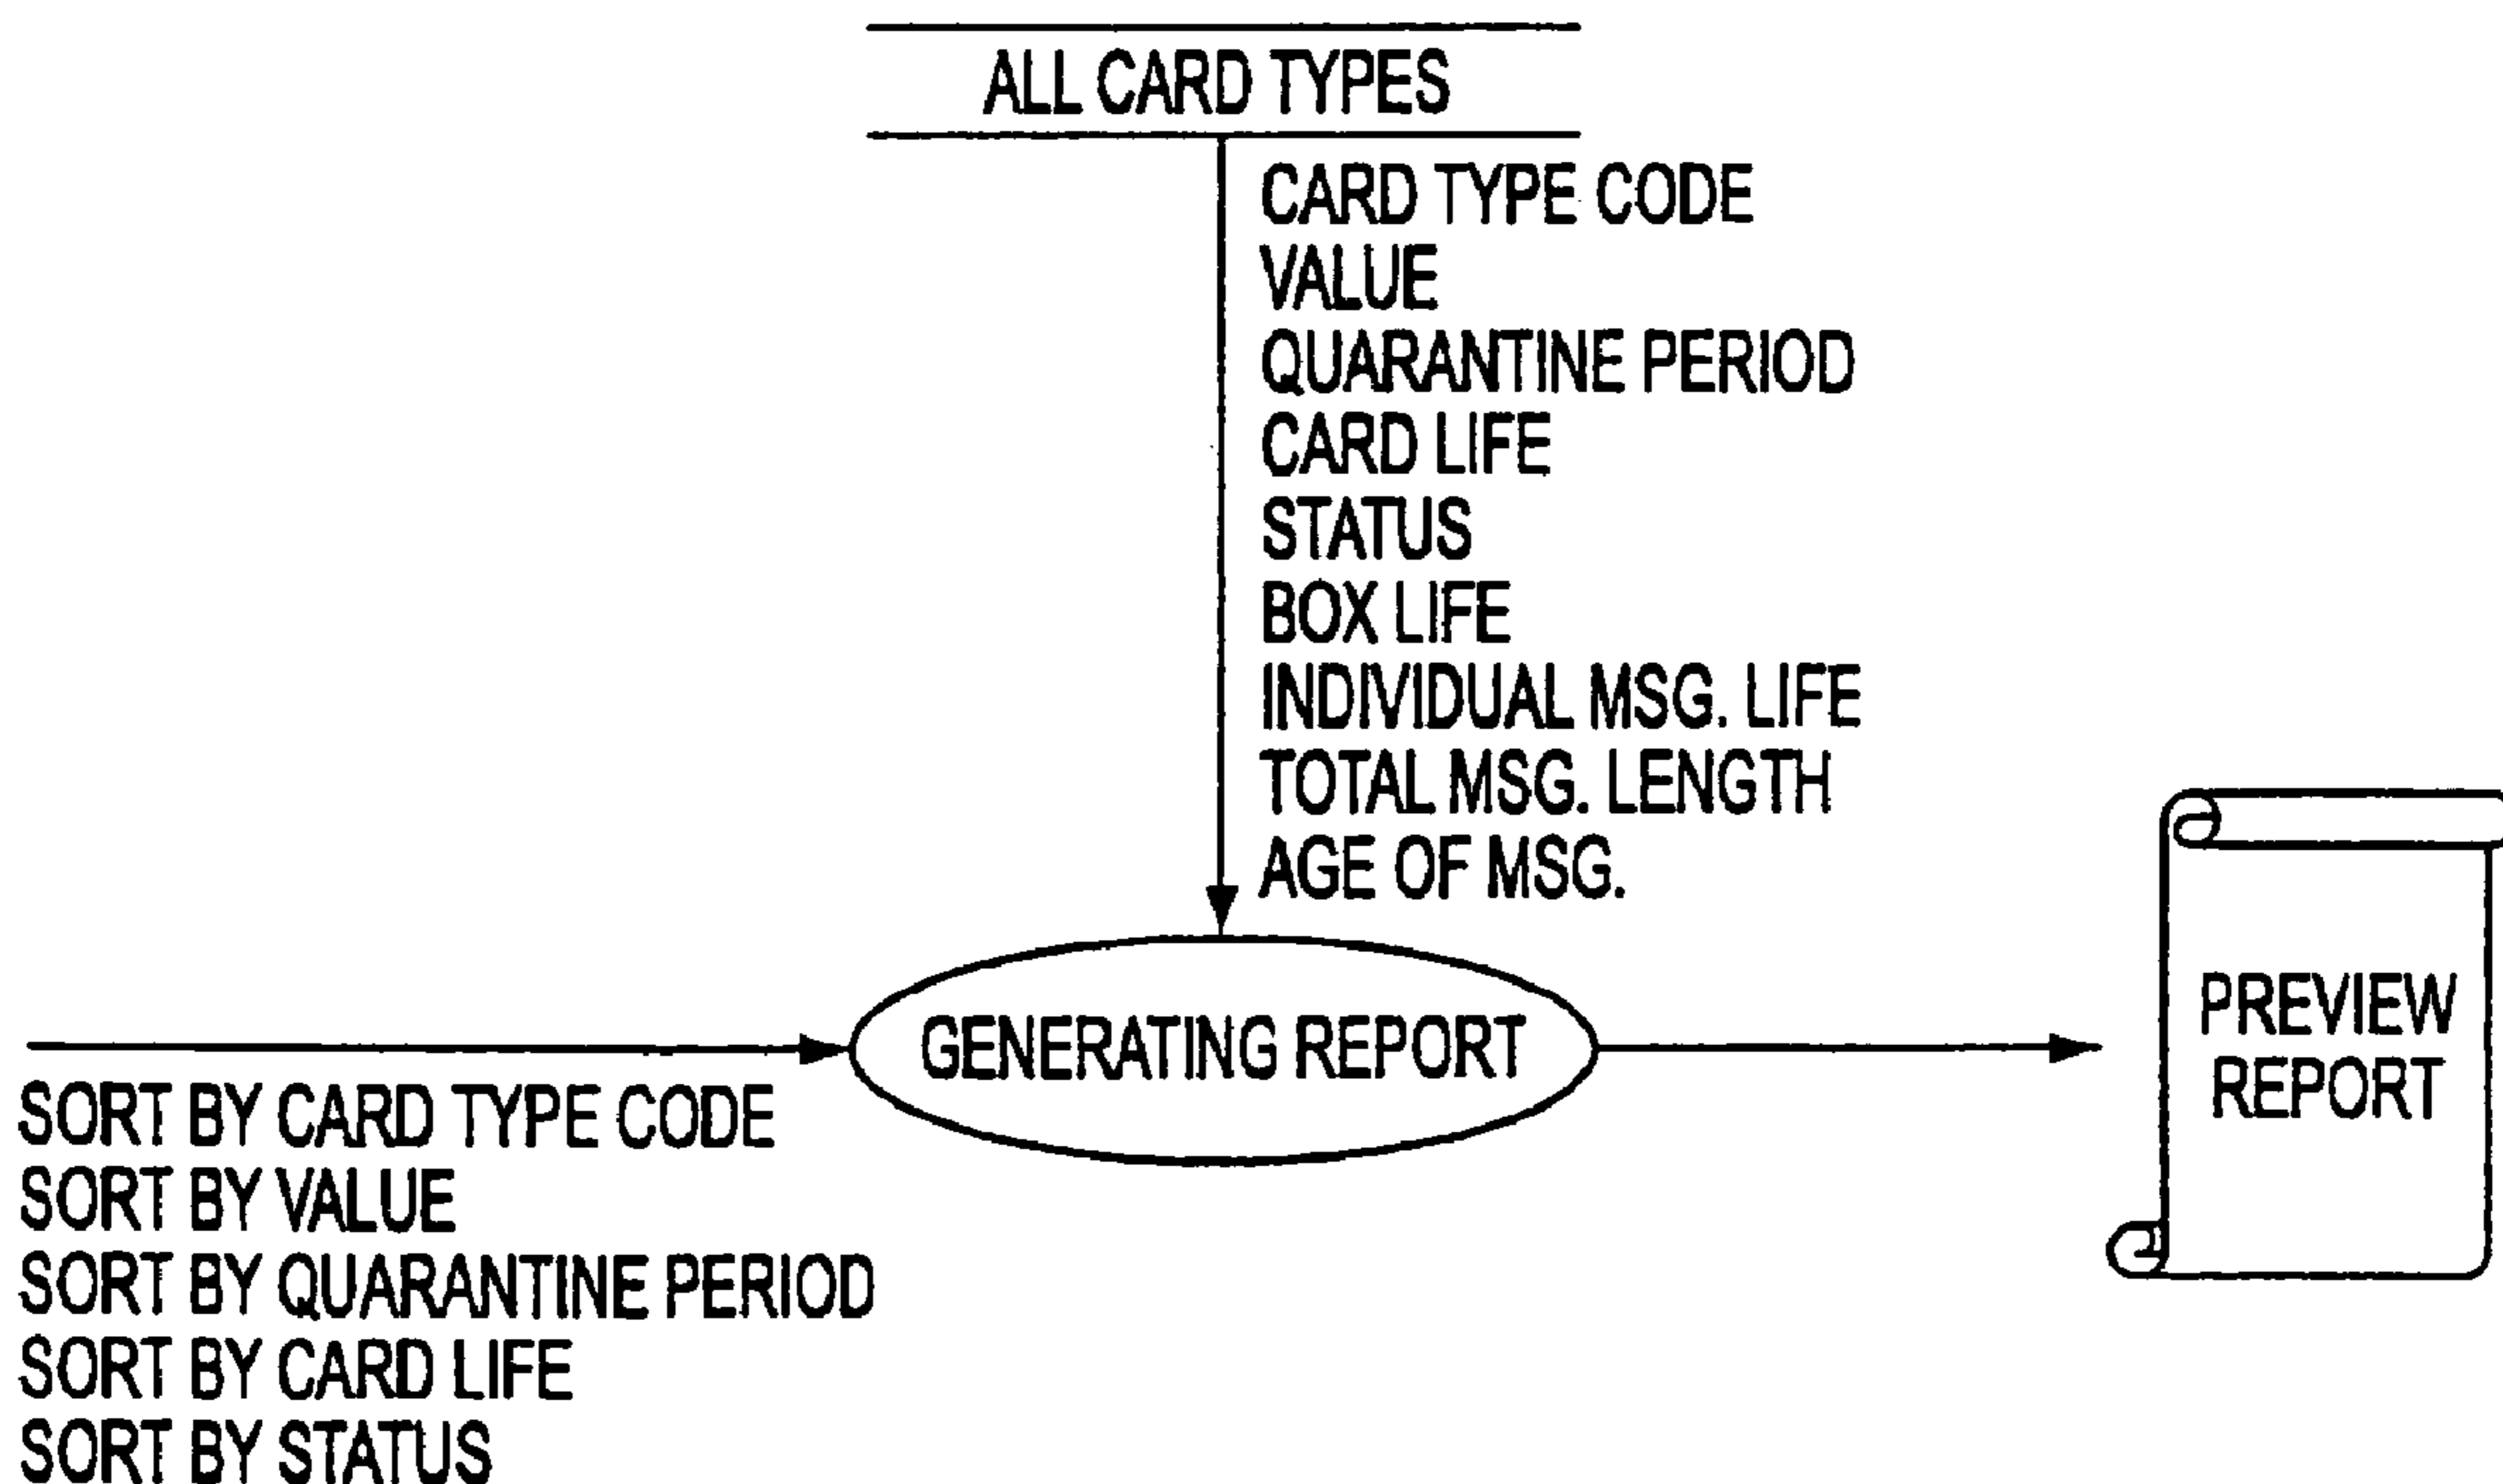 ALL CARD TYPES
CARD TYPE CODE
VALUE
QUARANTINE PERIOD
CARD LIFE
STATUS
BOX LIFE
INDIVIDUAL MSG. LIFE
TOTAL MSG. LENGTH
AGE OF MSG.
GENERATING REPORT
PREVIEW
REPORT
SORT BY CARD TYPE CODE
SORT BY VALUE
SORT BY QUARANTINE PERIOD
SORT BY CARD LIFE
SORT BY STATUS